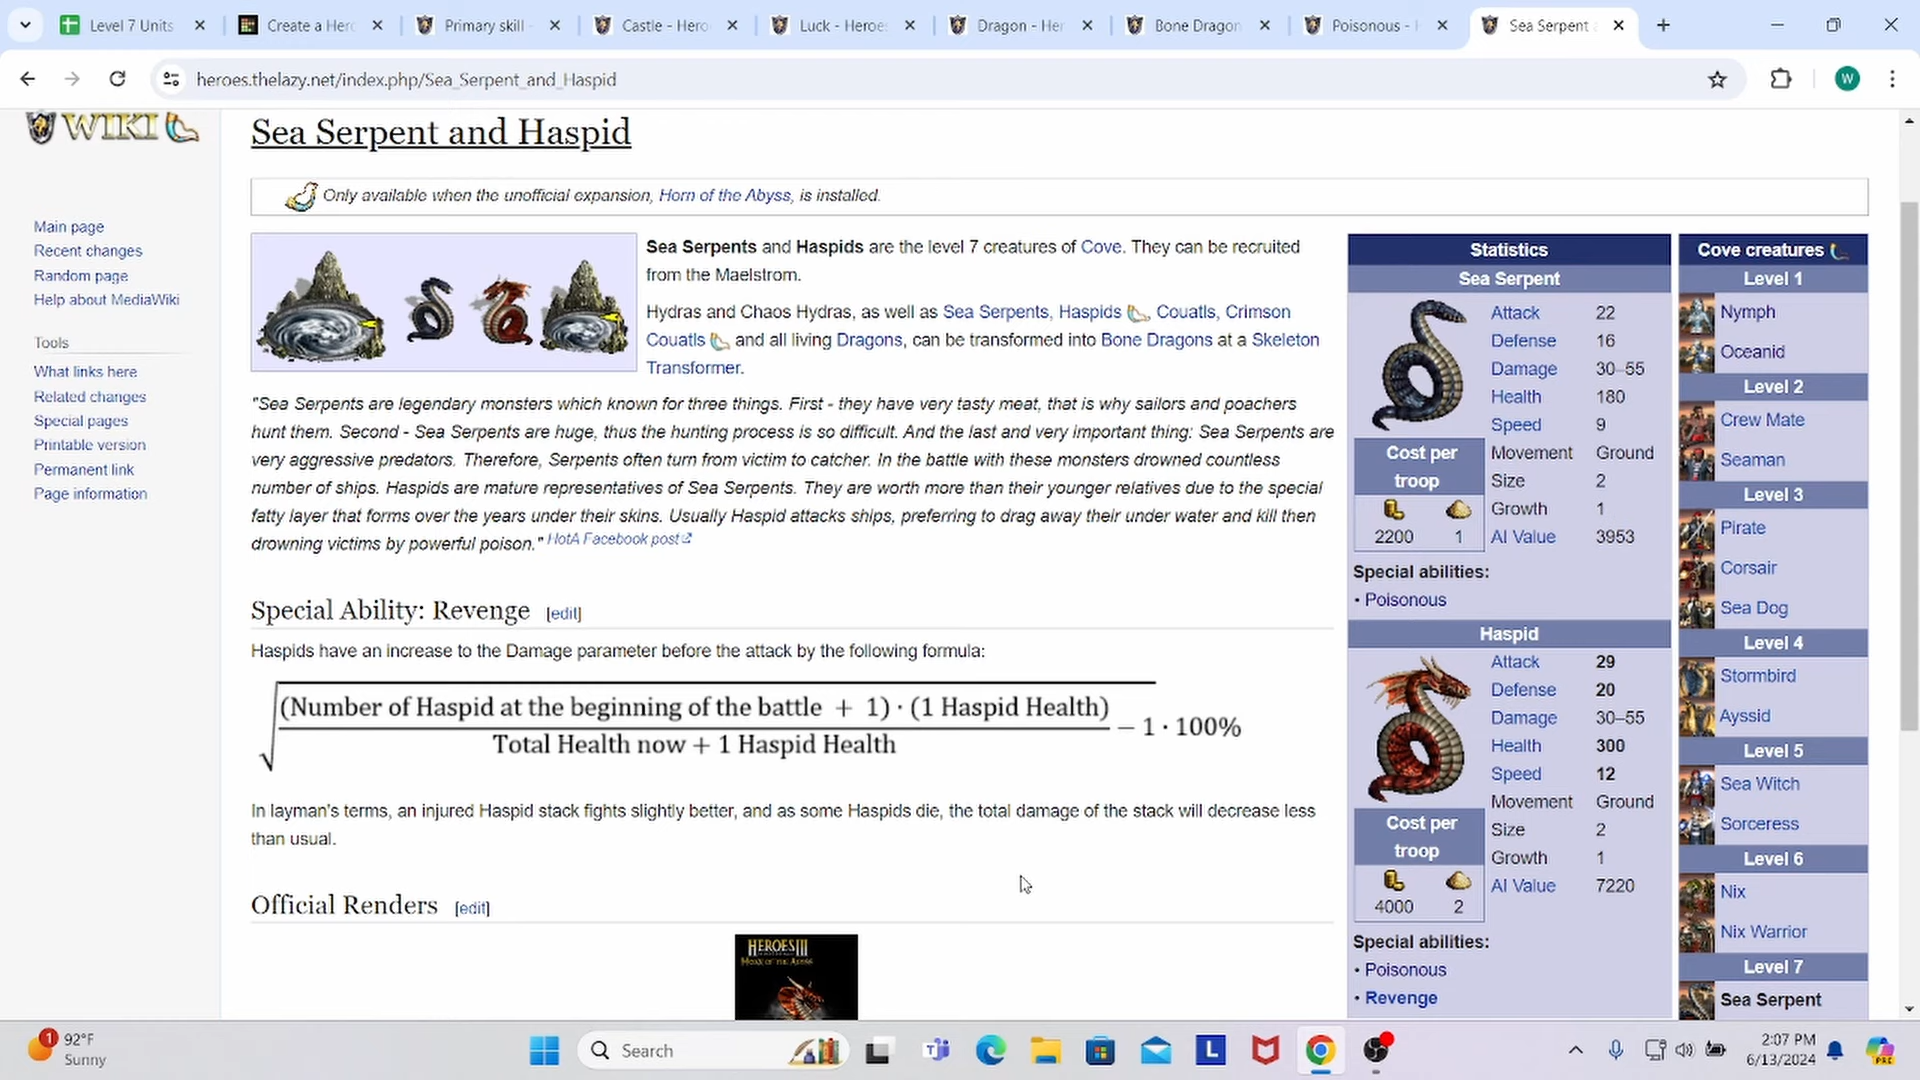 Level 7 Units
Create a Hero
Primary skill -
Castle - Hero
Luck - Heroes
Dragon - Her
Bone Dragon
Poisonous - H
Sea Serpent a
heroes.thelazy.net/index.php/Sea_Serpent_and_Haspid
W
WIKI
Main page
Recent changes
Random page
Help about MediaWiki
Tools
What links here
Related changes
Special pages
Printable version
Permanent link
Page information
Sea Serpent and Haspid
Only available when the unofficial expansion, Horn of the Abyss, is installed.
Sea Serpents and Haspids are the level 7 creatures of Cove. They can be recruited
from the Maelstrom.
Hydras and Chaos Hydras, as well as Sea Serpents, Haspids Couatls, Crimson
Couatls and all living Dragons, can be transformed into Bone Dragons at a Skeleton
Transformer.
"Sea Serpents are legendary monsters which known for three things. First - they have very tasty meat, that is why sailors and poachers
hunt them. Second - Sea Serpents are huge, thus the hunting process is so difficult. And the last and very important thing: Sea Serpents are
very aggressive predators. Therefore, Serpents often turn from victim to catcher. In the battle with these monsters drowned countless
number of ships. Haspids are mature representatives of Sea Serpents. They are worth more than their younger relatives due to the special
fatty layer that forms over the years under their skins. Usually Haspid attacks ships, preferring to drag away their under water and kill then
drowning victims by powerful poison." HotA Facebook post
Special Ability: Revenge [edit]
Haspids have an increase to the Damage parameter before the attack by the following formula:
(Number of Haspid at the beginning of the battle + 1) · (1 Haspid Health)
Total Health now + 1 Haspid Health
− 1 · 100%
In layman's terms, an injured Haspid stack fights slightly better, and as some Haspids die, the total damage of the stack will decrease less
than usual.
Official Renders [edit]
HEROES III
HORN OF THE ABYSS
Statistics
Sea Serpent
Attack 22
Defense 16
Damage 30–55
Health 180
Speed 9
Movement Ground
Size 2
Growth 1
AI Value 3953
Cost per
troop
2200 1
Special abilities:
• Poisonous
Haspid
Attack 29
Defense 20
Damage 30–55
Health 300
Speed 12
Movement Ground
Size 2
Growth 1
AI Value 7220
Cost per
troop
4000 2
Special abilities:
• Poisonous
• Revenge
Cove creatures
Level 1
Nymph
Oceanid
Level 2
Crew Mate
Seaman
Level 3
Pirate
Corsair
Sea Dog
Level 4
Stormbird
Ayssid
Level 5
Sea Witch
Sorceress
Level 6
Nix
Nix Warrior
Level 7
Sea Serpent
1
92°F
Sunny
Search
L
2:07 PM
6/13/2024
PRE